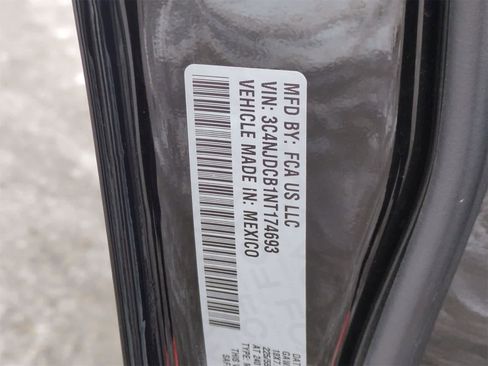 MFD BY: FCA US LLC
VIN: 3C4NJDCB1NT174693
VEHICLE MADE IN: MEXICO